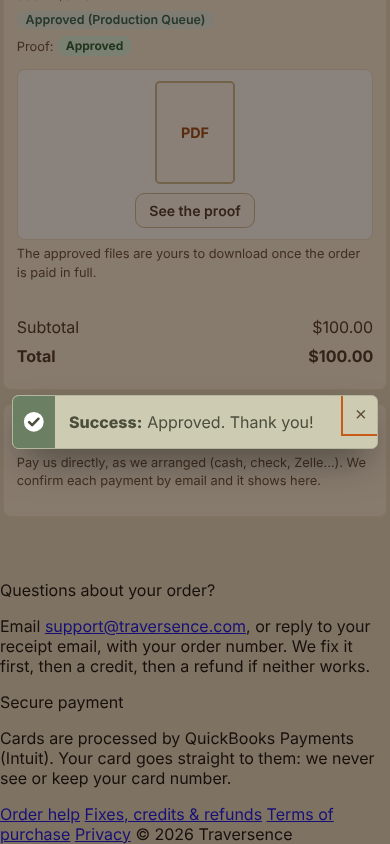 Approved (Production Queue)
Proof: Approved
PDF
See the proof
The approved files are yours to download once the order
is paid in full.
Subtotal $100.00
Total $100.00
Success: Approved. Thank you! ×
Pay us directly, as we arranged (cash, check, Zelle...). We
confirm each payment by email and it shows here.
Questions about your order?
Email support@traversence.com, or reply to your
receipt email, with your order number. We fix it
first, then a credit, then a refund if neither works.
Secure payment
Cards are processed by QuickBooks Payments
(Intuit). Your card goes straight to them: we never
see or keep your card number.
Order help Fixes, credits & refunds Terms of
purchase Privacy © 2026 Traversence